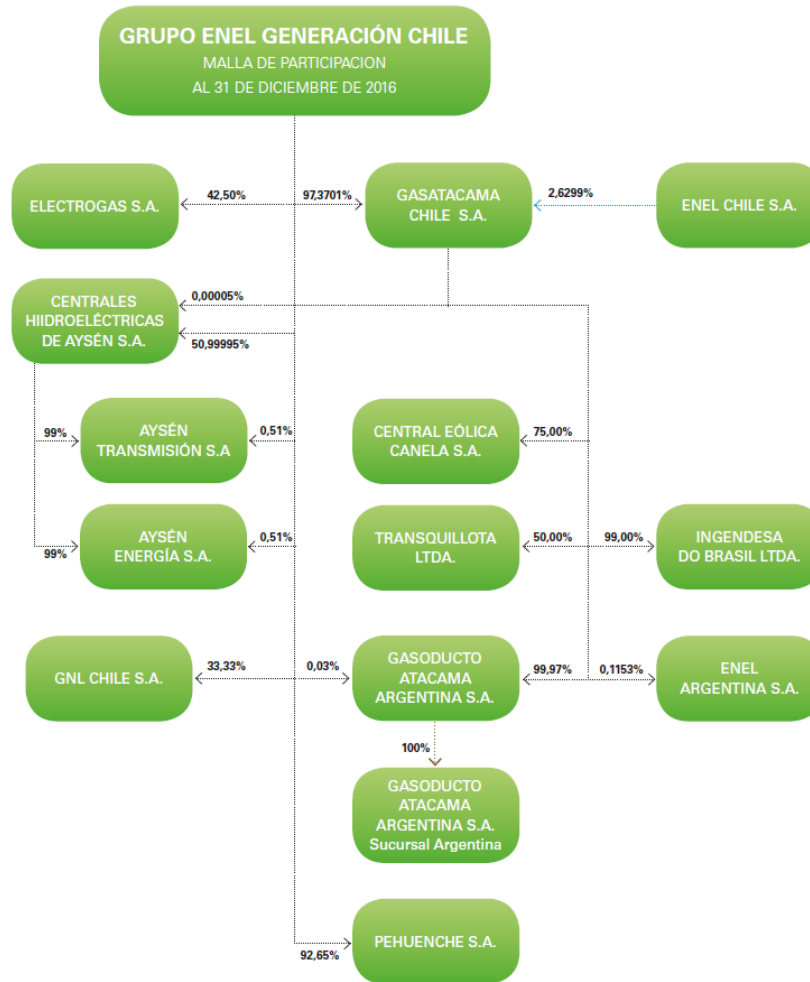 GRUPO ENEL GENERACIÓN CHILE
MALLA DE PARTICIPACION
AL 31 DE DICIEMBRE DE 2016
ELECTROGAS S.A.
42,50%
97,3701%
GASATACAMA
CHILE S.A.
2,6299%
ENEL CHILE S.A.
CENTRALES
HIIDROELÉCTRICAS
DE AYSÉN S.A.
0,00005%
50,99995%
99%
AYSÉN
TRANSMISIÓN S.A
0,51%
CENTRAL EÓLICA
CANELA S.A.
75,00%
99%
AYSÉN
ENERGÍA S.A.
0,51%
TRANSQUILLOTA
LTDA.
50,00%
99,00%
INGENDESA
DO BRASIL LTDA.
GNL CHILE S.A.
33,33%
0,03%
GASODUCTO
ATACAMA
ARGENTINA S.A.
99,97%
0,1153%
ENEL
ARGENTINA S.A.
100%
GASODUCTO
ATACAMA
ARGENTINA S.A.
Sucursal Argentina
92,65%
PEHUENCHE S.A.